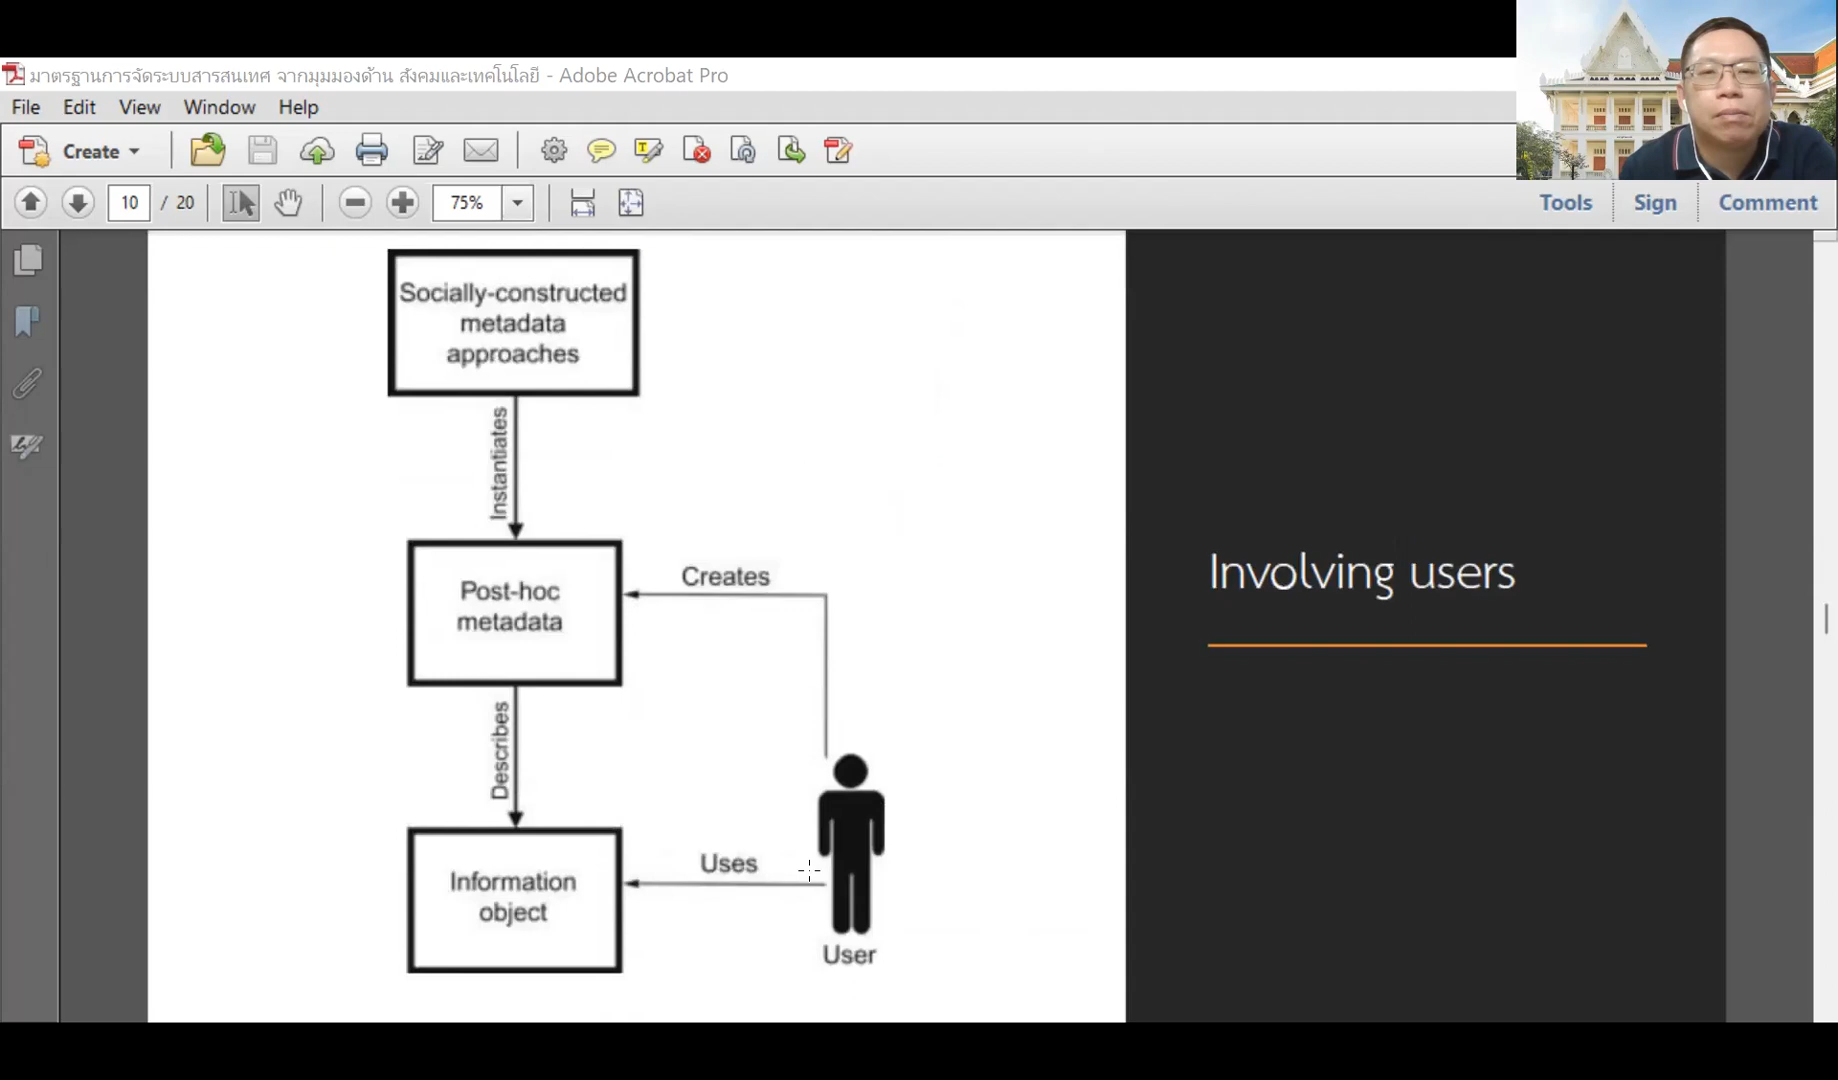 มาตรฐานการจัดระบบสารสนเทศ จากมุมมองด้าน สังคมและเทคโนโลยี - Adobe Acrobat Pro
File Edit View Window Help
Create
10 / 20 75% Tools Sign Comment
Socially-constructed
metadata
approaches
Instantiates
Post-hoc
metadata
Creates
Describes
Information
object
Uses
User
Involving users